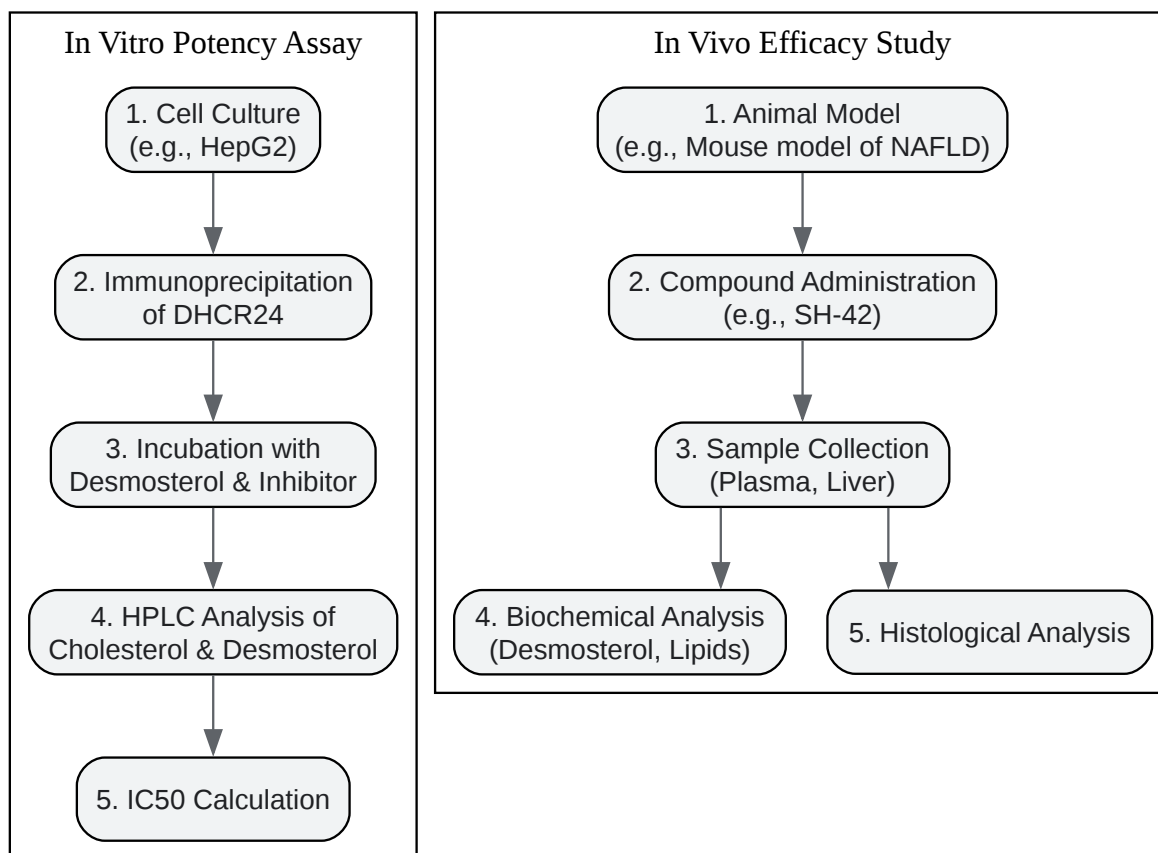 In Vitro Potency Assay
1. Cell Culture
(e.g., HepG2)
2. Immunoprecipitation
of DHCR24
3. Incubation with
Desmosterol & Inhibitor
4. HPLC Analysis of
Cholesterol & Desmosterol
5. IC50 Calculation
In Vivo Efficacy Study
1. Animal Model
(e.g., Mouse model of NAFLD)
2. Compound Administration
(e.g., SH-42)
3. Sample Collection
(Plasma, Liver)
4. Biochemical Analysis
(Desmosterol, Lipids)
5. Histological Analysis